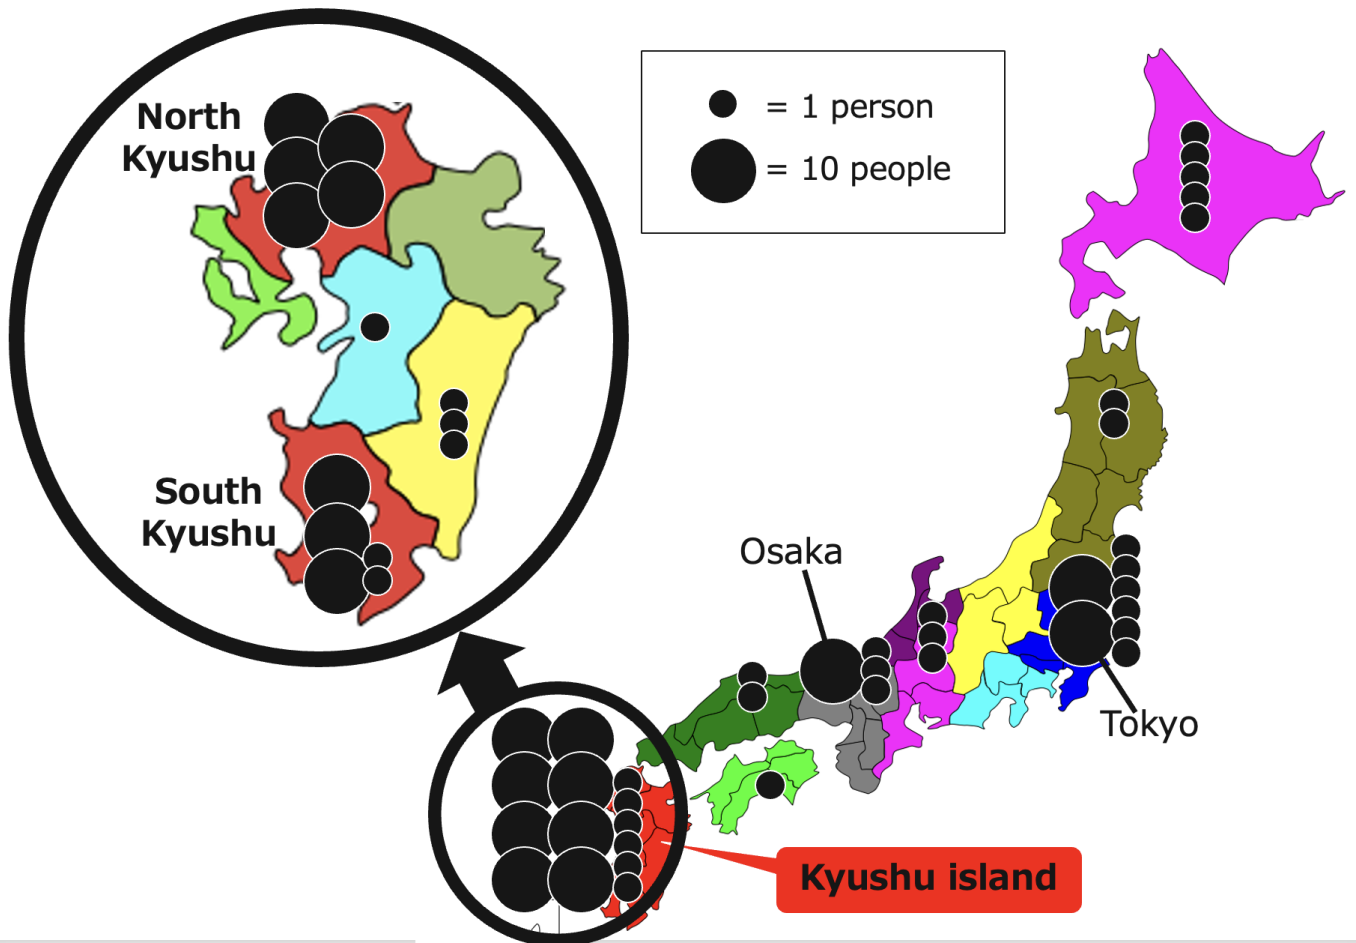 North
Kyushu
= 1 person
= 10 people
South
Kyushu
Osaka
Tokyo
Kyushu island